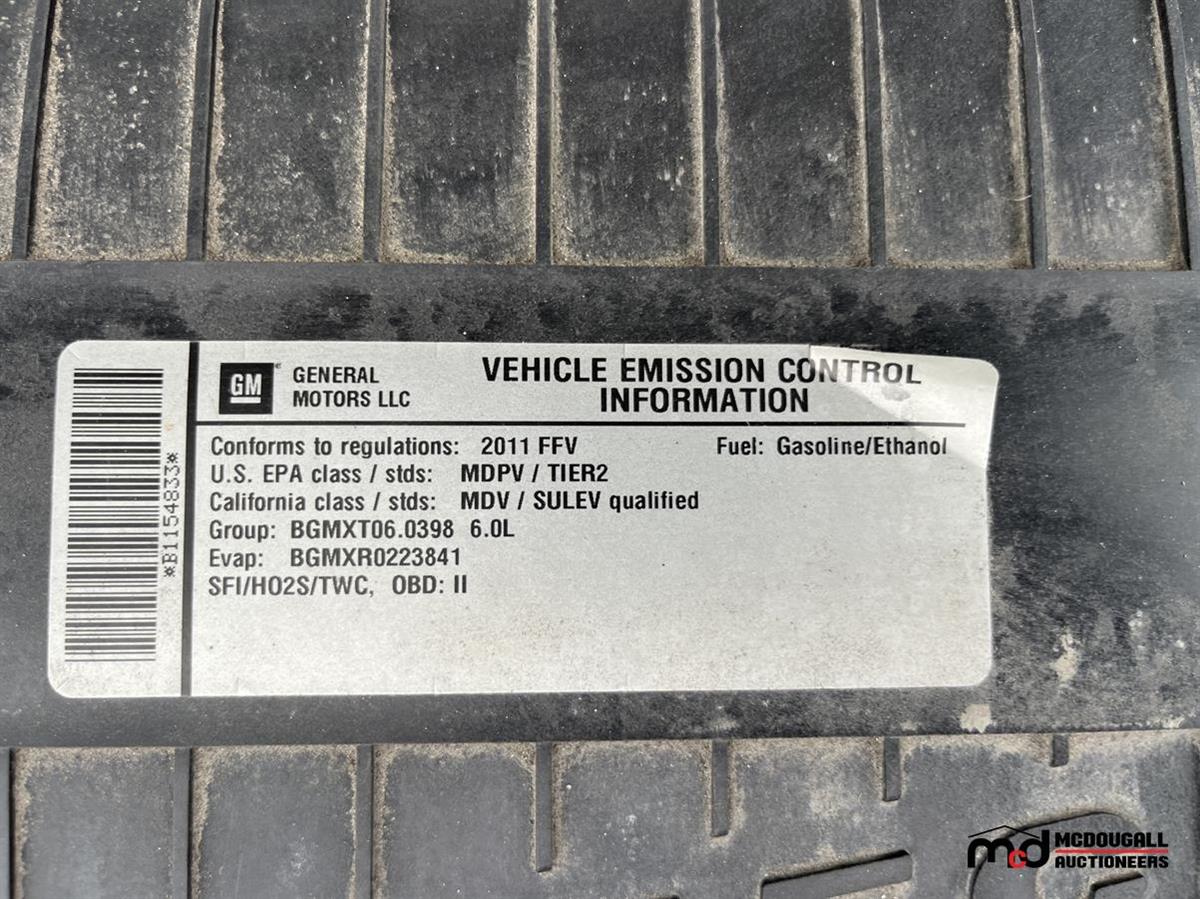 *B1154833*
GM
GENERAL
MOTORS LLC
VEHICLE EMISSION CONTROL
INFORMATION
Conforms to regulations: 2011 FFV Fuel: Gasoline/Ethanol
U.S. EPA class / stds: MDPV / TIER2
California class / stds: MDV / SULEV qualified
Group: BGMXT06.0398 6.0L
Evap: BGMXR0223841
SFI/HO2S/TWC, OBD: II
mcd MCDOUGALL
AUCTIONEERS